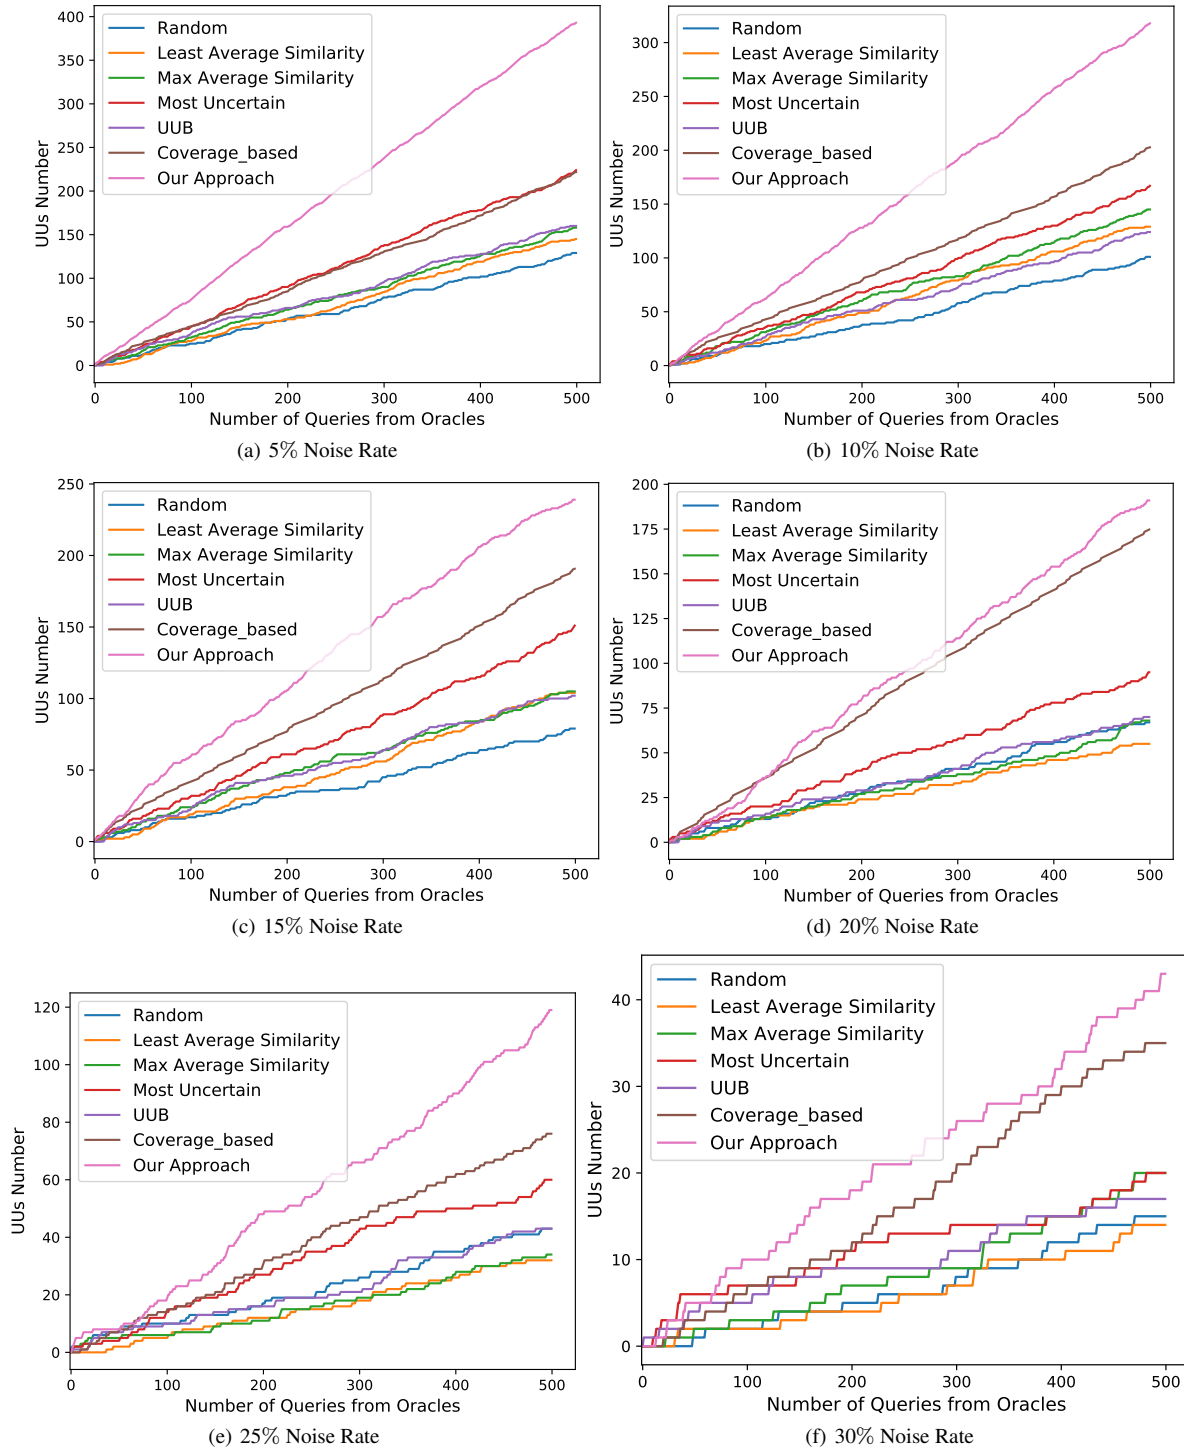 400
350
300
250
200
150
100
50
0
UUs Number
Random
Least Average Similarity
Max Average Similarity
Most Uncertain
UUB
Coverage_based
Our Approach
0 100 200 300 400 500
Number of Queries from Oracles
(a) 5% Noise Rate
300
250
200
150
100
50
0
UUs Number
Random
Least Average Similarity
Max Average Similarity
Most Uncertain
UUB
Coverage_based
Our Approach
0 100 200 300 400 500
Number of Queries from Oracles
(b) 10% Noise Rate
250
200
150
100
50
0
UUs Number
Random
Least Average Similarity
Max Average Similarity
Most Uncertain
UUB
Coverage_based
Our Approach
0 100 200 300 400 500
Number of Queries from Oracles
(c) 15% Noise Rate
200
175
150
125
100
75
50
25
0
UUs Number
Random
Least Average Similarity
Max Average Similarity
Most Uncertain
UUB
Coverage_based
Our Approach
0 100 200 300 400 500
Number of Queries from Oracles
(d) 20% Noise Rate
120
100
80
60
40
20
0
UUs Number
Random
Least Average Similarity
Max Average Similarity
Most Uncertain
UUB
Coverage_based
Our Approach
0 100 200 300 400 500
Number of Queries from Oracles
(e) 25% Noise Rate
40
30
20
10
0
UUs Number
Random
Least Average Similarity
Max Average Similarity
Most Uncertain
UUB
Coverage_based
Our Approach
0 100 200 300 400 500
Number of Queries from Oracles
(f) 30% Noise Rate